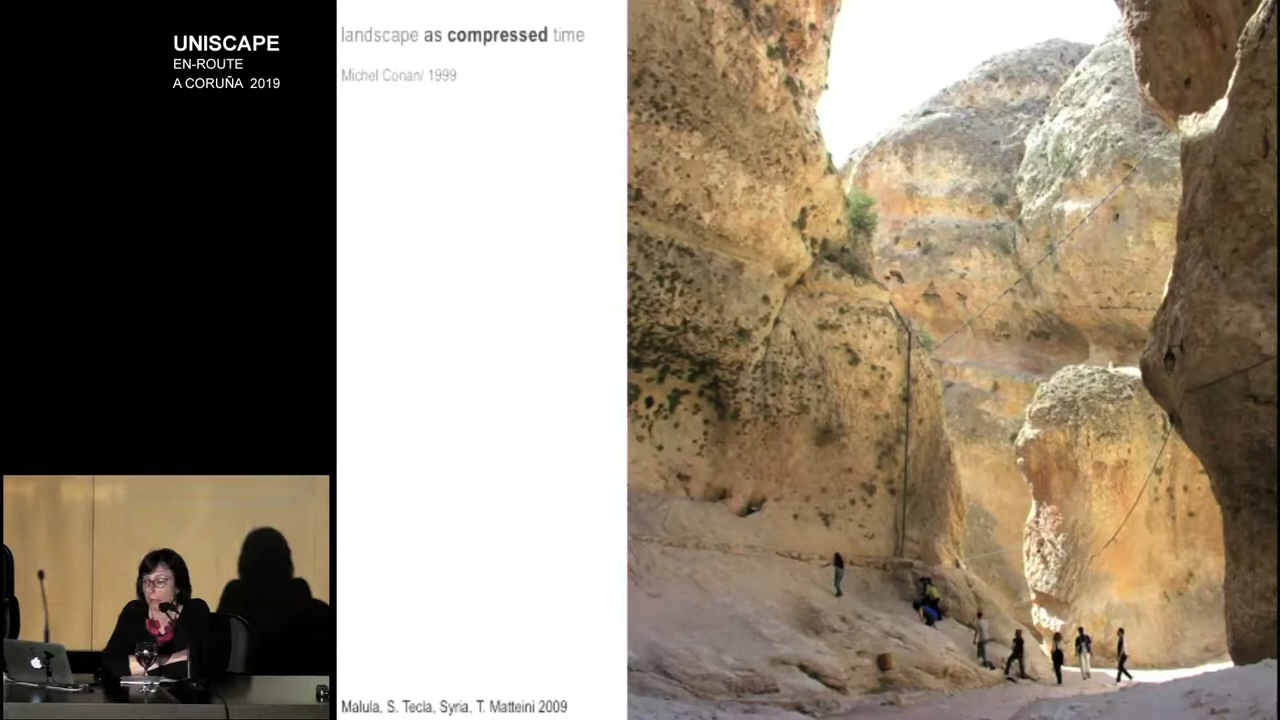 UNISCAPE
EN-ROUTE
A CORUÑA 2019
landscape as compressed time
Michel Conan/ 1999
Malula, S. Tecla, Syria, T. Matteini 2009